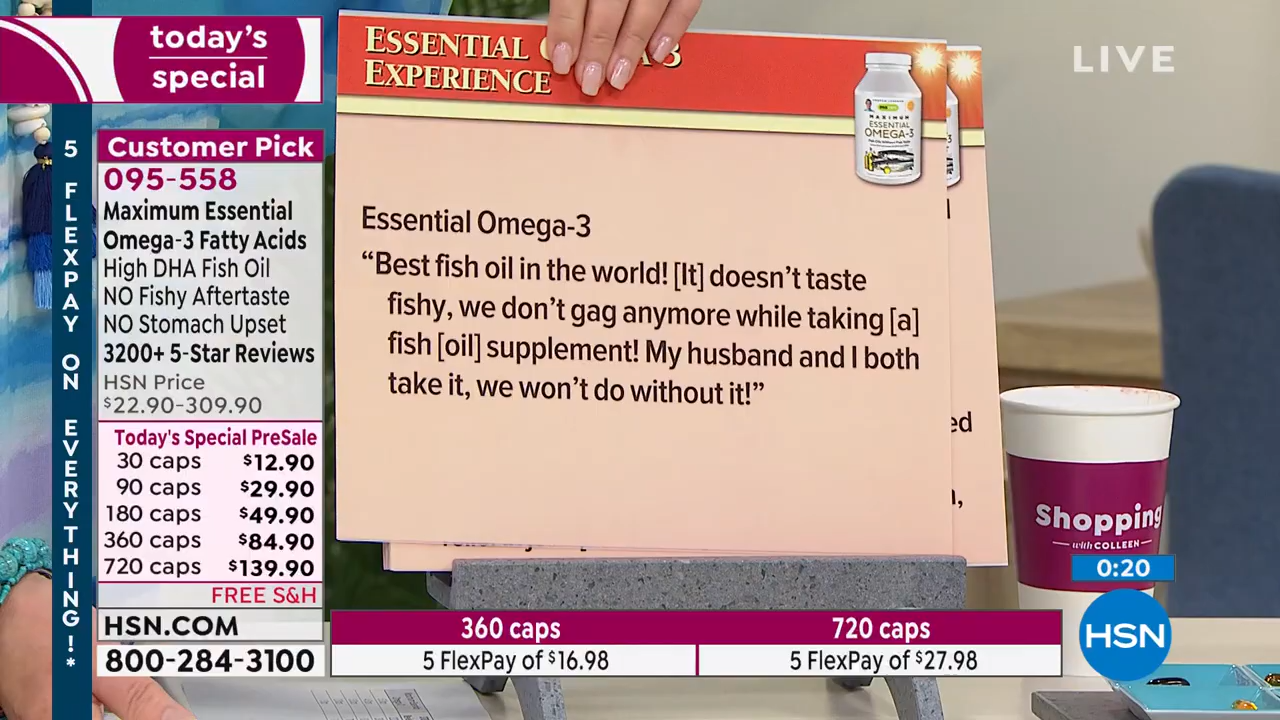 today's
special
5 FLEXPAY ON EVERYTHING!*
Customer Pick
095-558
Maximum Essential
Omega-3 Fatty Acids
High DHA Fish Oil
NO Fishy Aftaste
NO Stomach Upset
3200+ 5-Star Reviews
HSN Price
$22.90-309.90
Today's Special PreSale
30 caps $12.90
90 caps $29.90
180 caps $49.90
360 caps $84.90
720 caps $139.90
FREE S&H
HSN.COM
800-284-3100
ESSENTIAL
EXPERIENCE
MAXIMUM
ESSENTIAL
OMEGA-3
Essential Omega-3
“Best fish oil in the world! [It] doesn’t taste
fishy, we don’t gag anymore while taking [a]
fish [oil] supplement! My husband and I both
take it, we won’t do without it!”
LIVE
Shopping
with COLLEEN
0:20
HSN
360 caps 720 caps
5 FlexPay of $16.98 5 FlexPay of $27.98